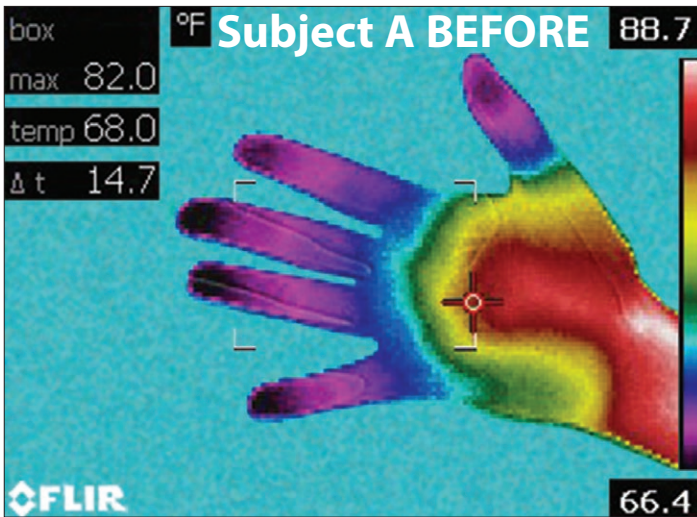 box
max 82.0
temp 68.0
Δ t 14.7
°F Subject A BEFORE 88.7
FLIR
66.4